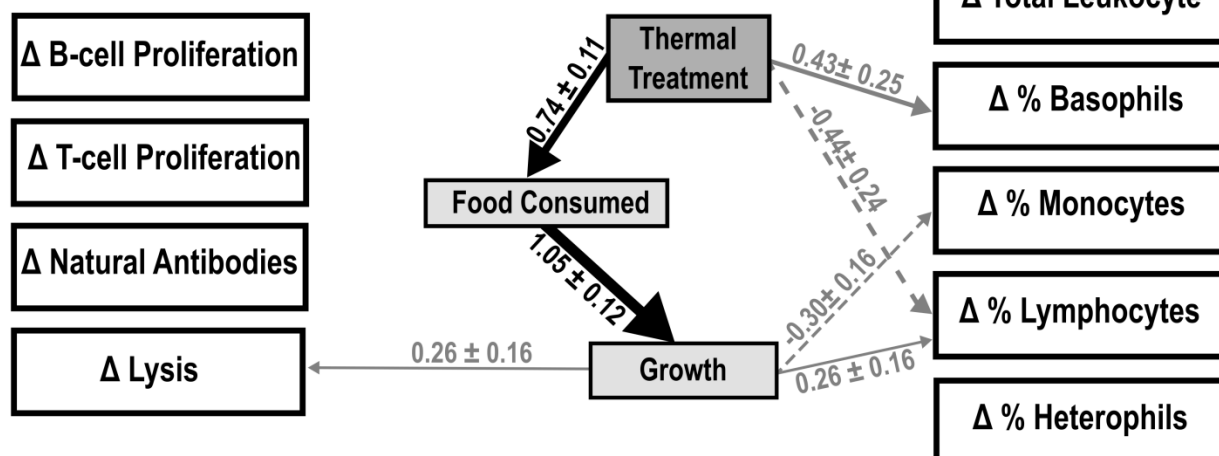 Δ Total Leukocyte
Δ B-cell Proliferation
Thermal
Treatment
0.74 ± 0.11
0.43± 0.25
Δ % Basophils
Δ T-cell Proliferation
-0.44± 0.24
Food Consumed
Δ % Monocytes
Δ Natural Antibodies
1.05 ± 0.12
-0.30± 0.16
Δ % Lymphocytes
Δ Lysis
0.26 ± 0.16
Growth
0.26 ± 0.16
Δ % Heterophils